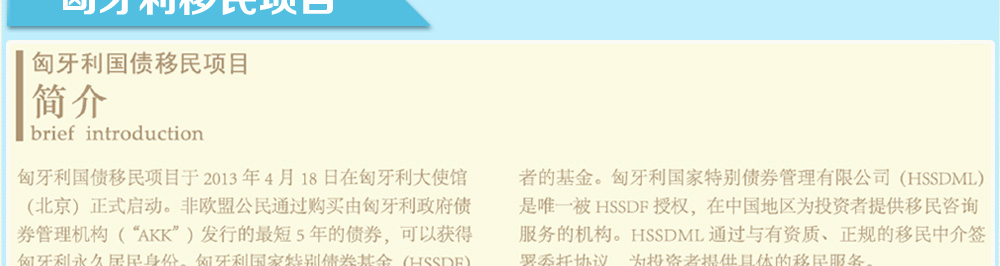 匈牙利移民项目
匈牙利国债移民项目
简介
brief introduction
匈牙利国债移民项目于 2013 年 4 月 18 日在匈牙利大使馆
（北京）正式启动。非欧盟公民通过购买由匈牙利政府债
券管理机构（“AKK”）发行的最短 5 年的债券，可以获得
匈牙利永久居民身份。匈牙利国家特别债券基金（HSSDF）
者的基金。匈牙利国家特别债券管理有限公司（HSSDML）
是唯一被 HSSDF 授权，在中国地区为投资者提供移民咨询
服务的机构。HSSDML 通过与有资质、正规的移民中介签
署委托协议，为投资者提供具体的移民服务。